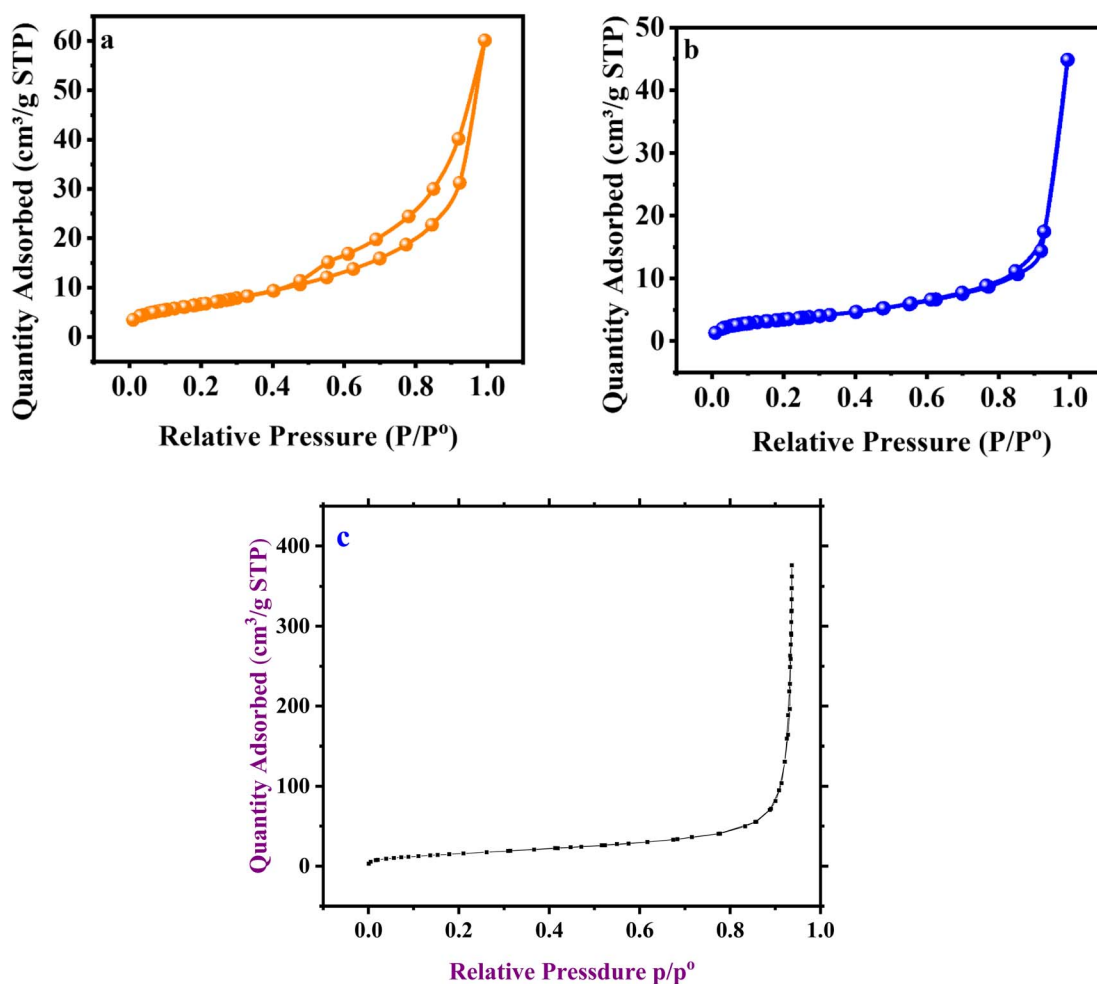 a
Quantity Adsorbed (cm³/g STP)
60
50
40
30
20
10
0
0.0 0.2 0.4 0.6 0.8 1.0
Relative Pressure (P/Pº)
b
Quantity Adsorbed (cm³/g STP)
50
40
30
20
10
0
0.0 0.2 0.4 0.6 0.8 1.0
Relative Pressure (P/Pº)
c
Quantity Adsorbed (cm³/g STP)
400
300
200
100
0
0.0 0.2 0.4 0.6 0.8 1.0
Relative Pressdure p/pº